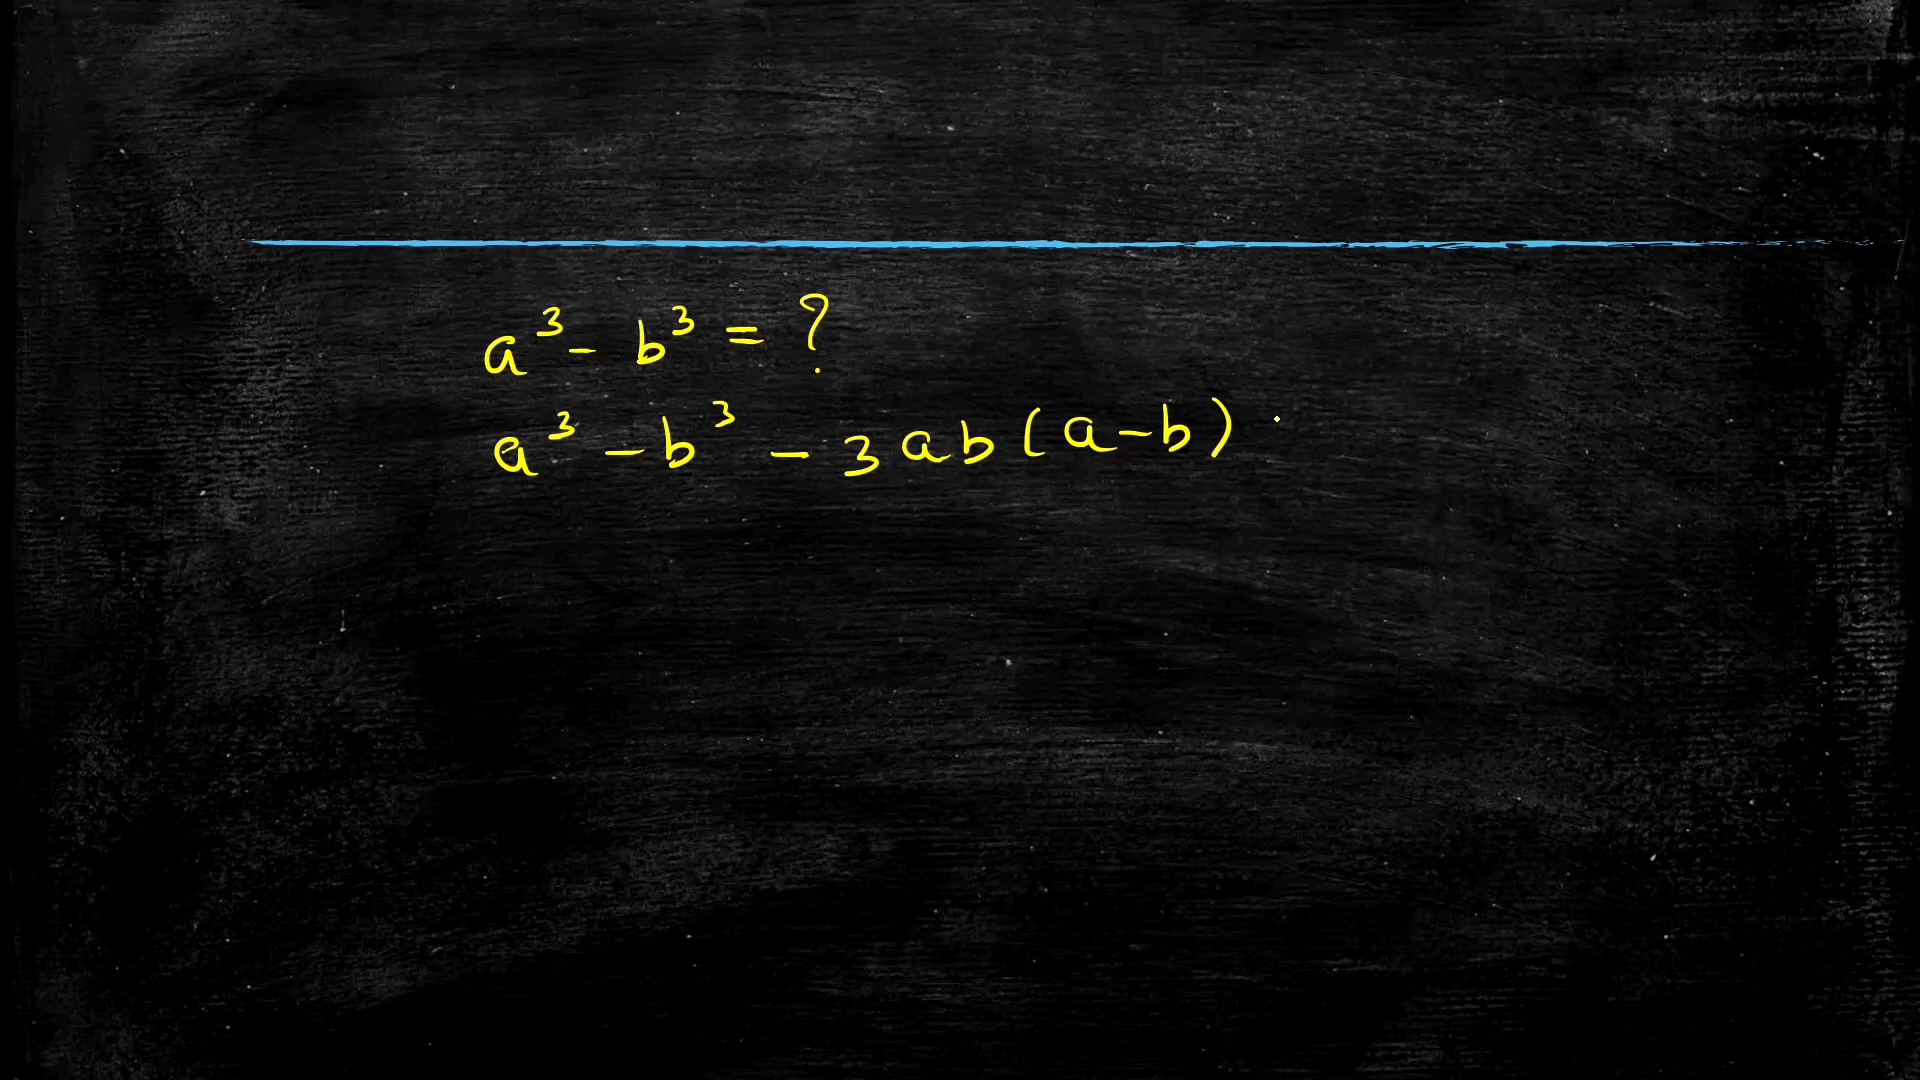 a³ - b³ = ?
a³ - b³ - 3ab(a-b)